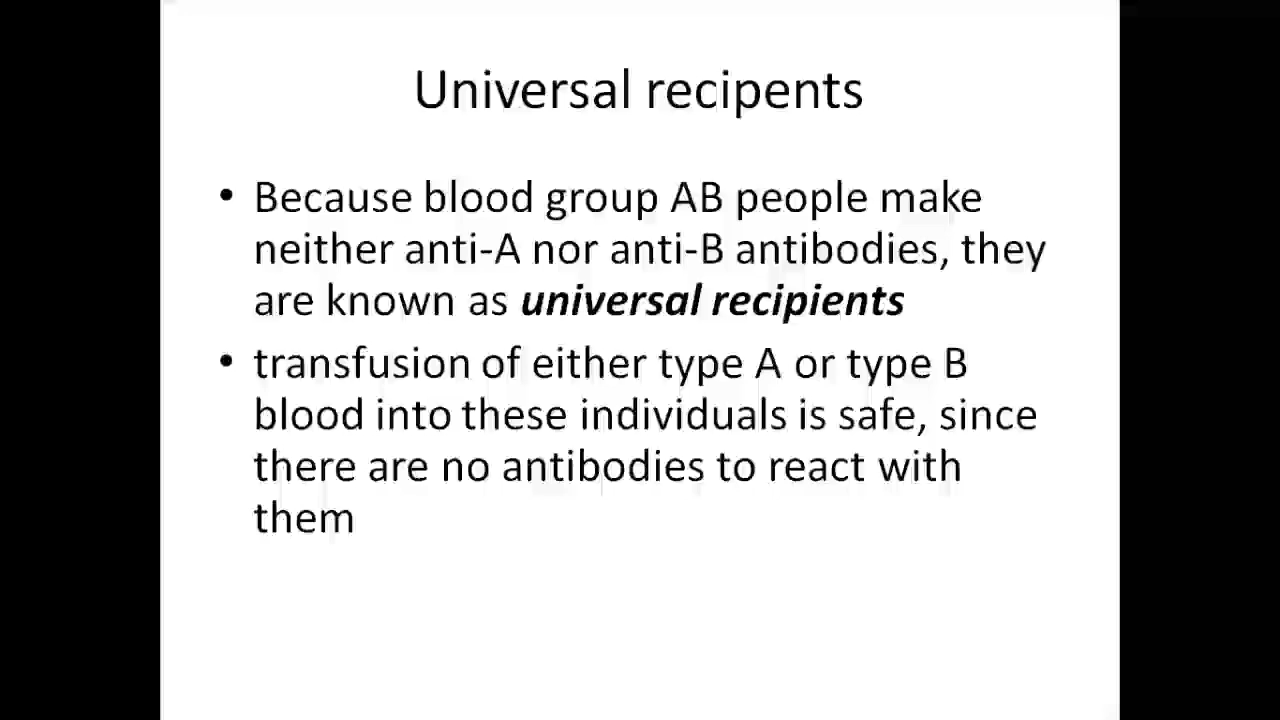 Universal recipents
• Because blood group AB people make
neither anti-A nor anti-B antibodies, they
are known as universal recipients
• transfusion of either type A or type B
blood into these individuals is safe, since
there are no antibodies to react with
them